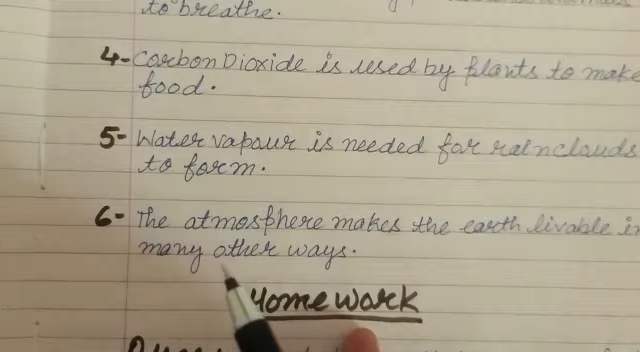 to breathe.
4- Carbon Dioxide is used by plants to make
food.
5- Water vapour is needed for rainclouds
to form.
6- The atmosphere makes the earth livable in
many other ways.
Homework